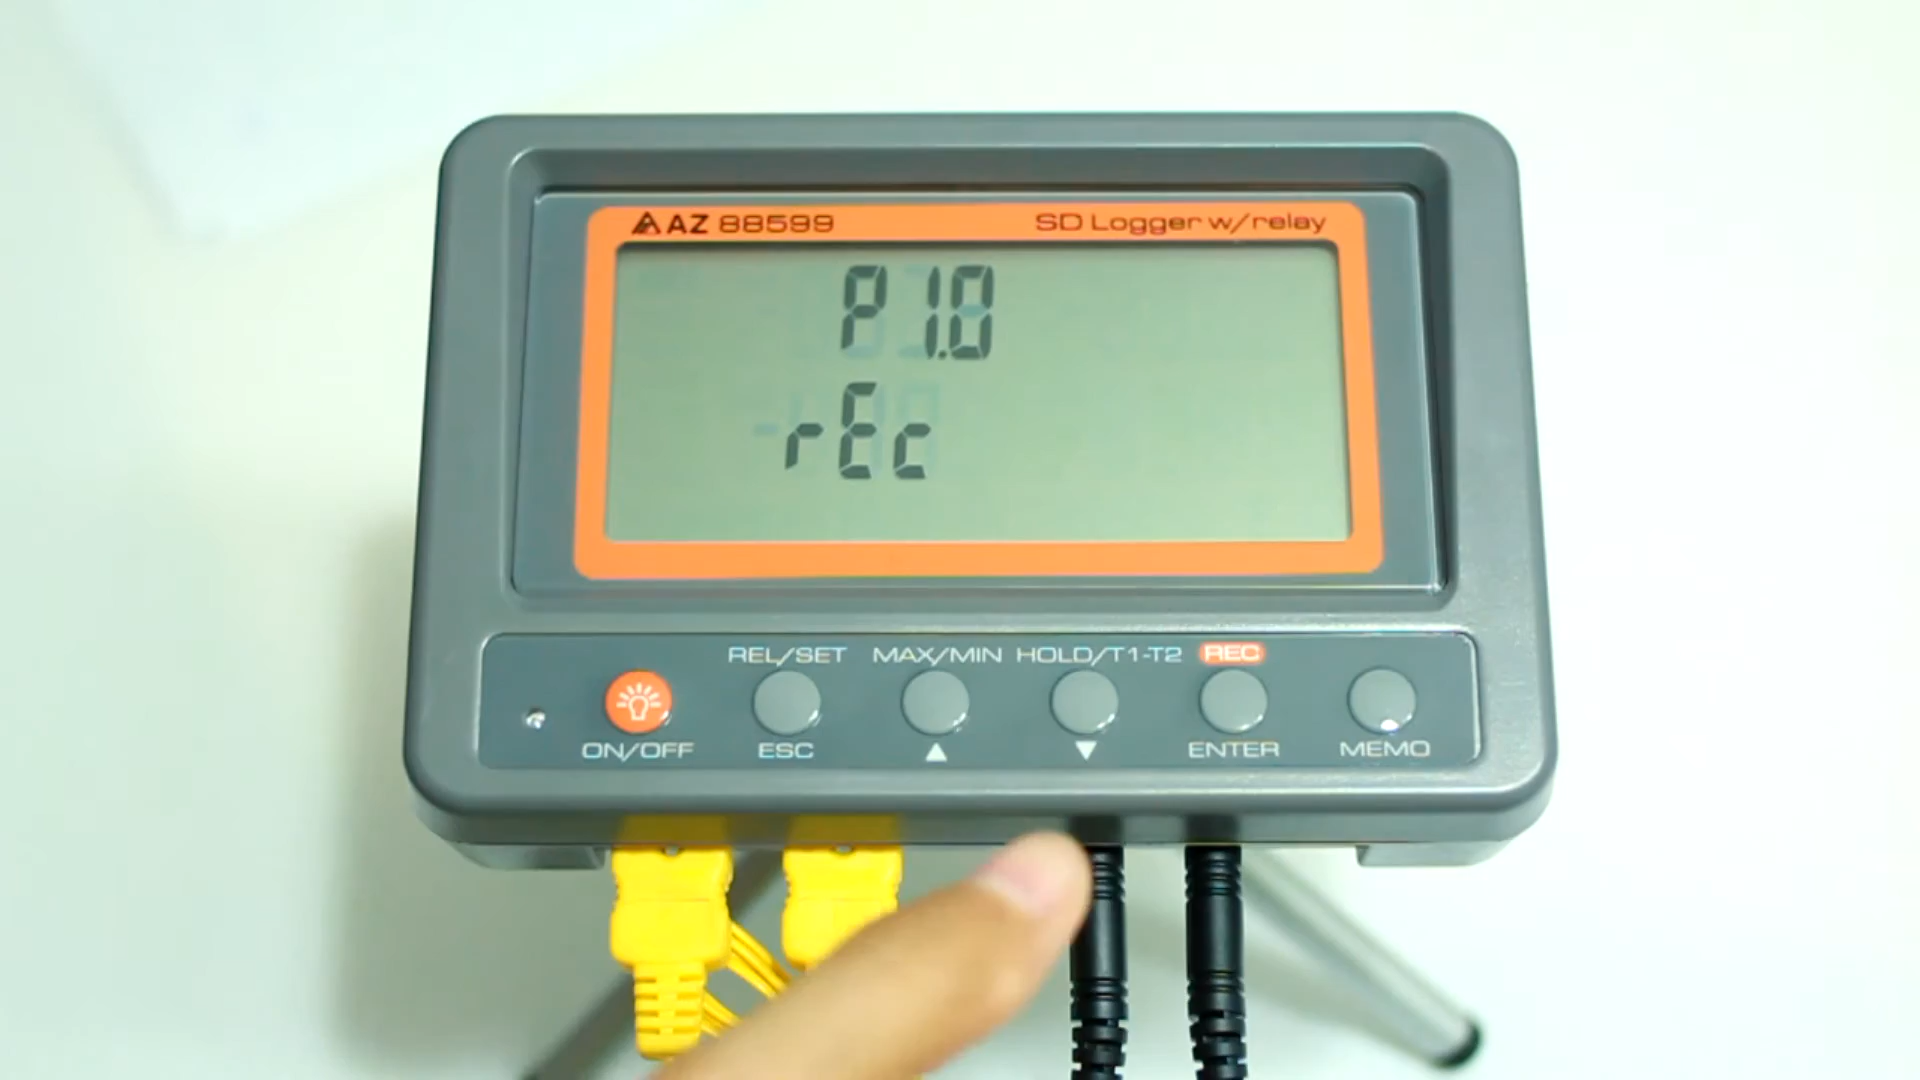 AZ 88599 SD Logger w/relay
P1.0
rEc
REL/SET MAX/MIN HOLD/T1-T2 REC
ON/OFF ESC ▲ ▼ ENTER MEMO